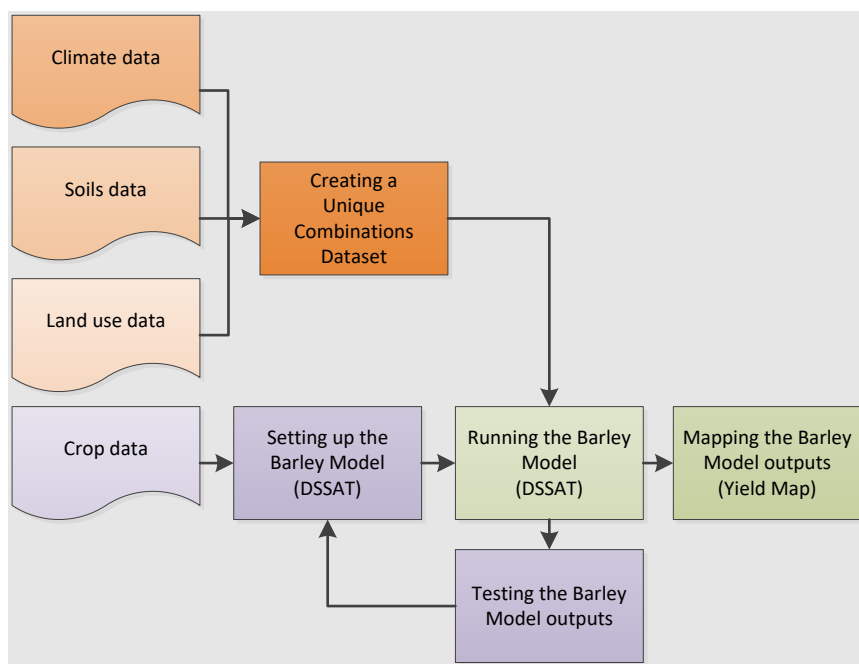 Climate data
Soils data
Creating a
Unique
Combinations
Dataset
Land use data
Crop data
Setting up the
Barley Model
(DSSAT)
Running the Barley
Model
(DSSAT)
Mapping the Barley
Model outputs
(Yield Map)
Testing the Barley
Model outputs